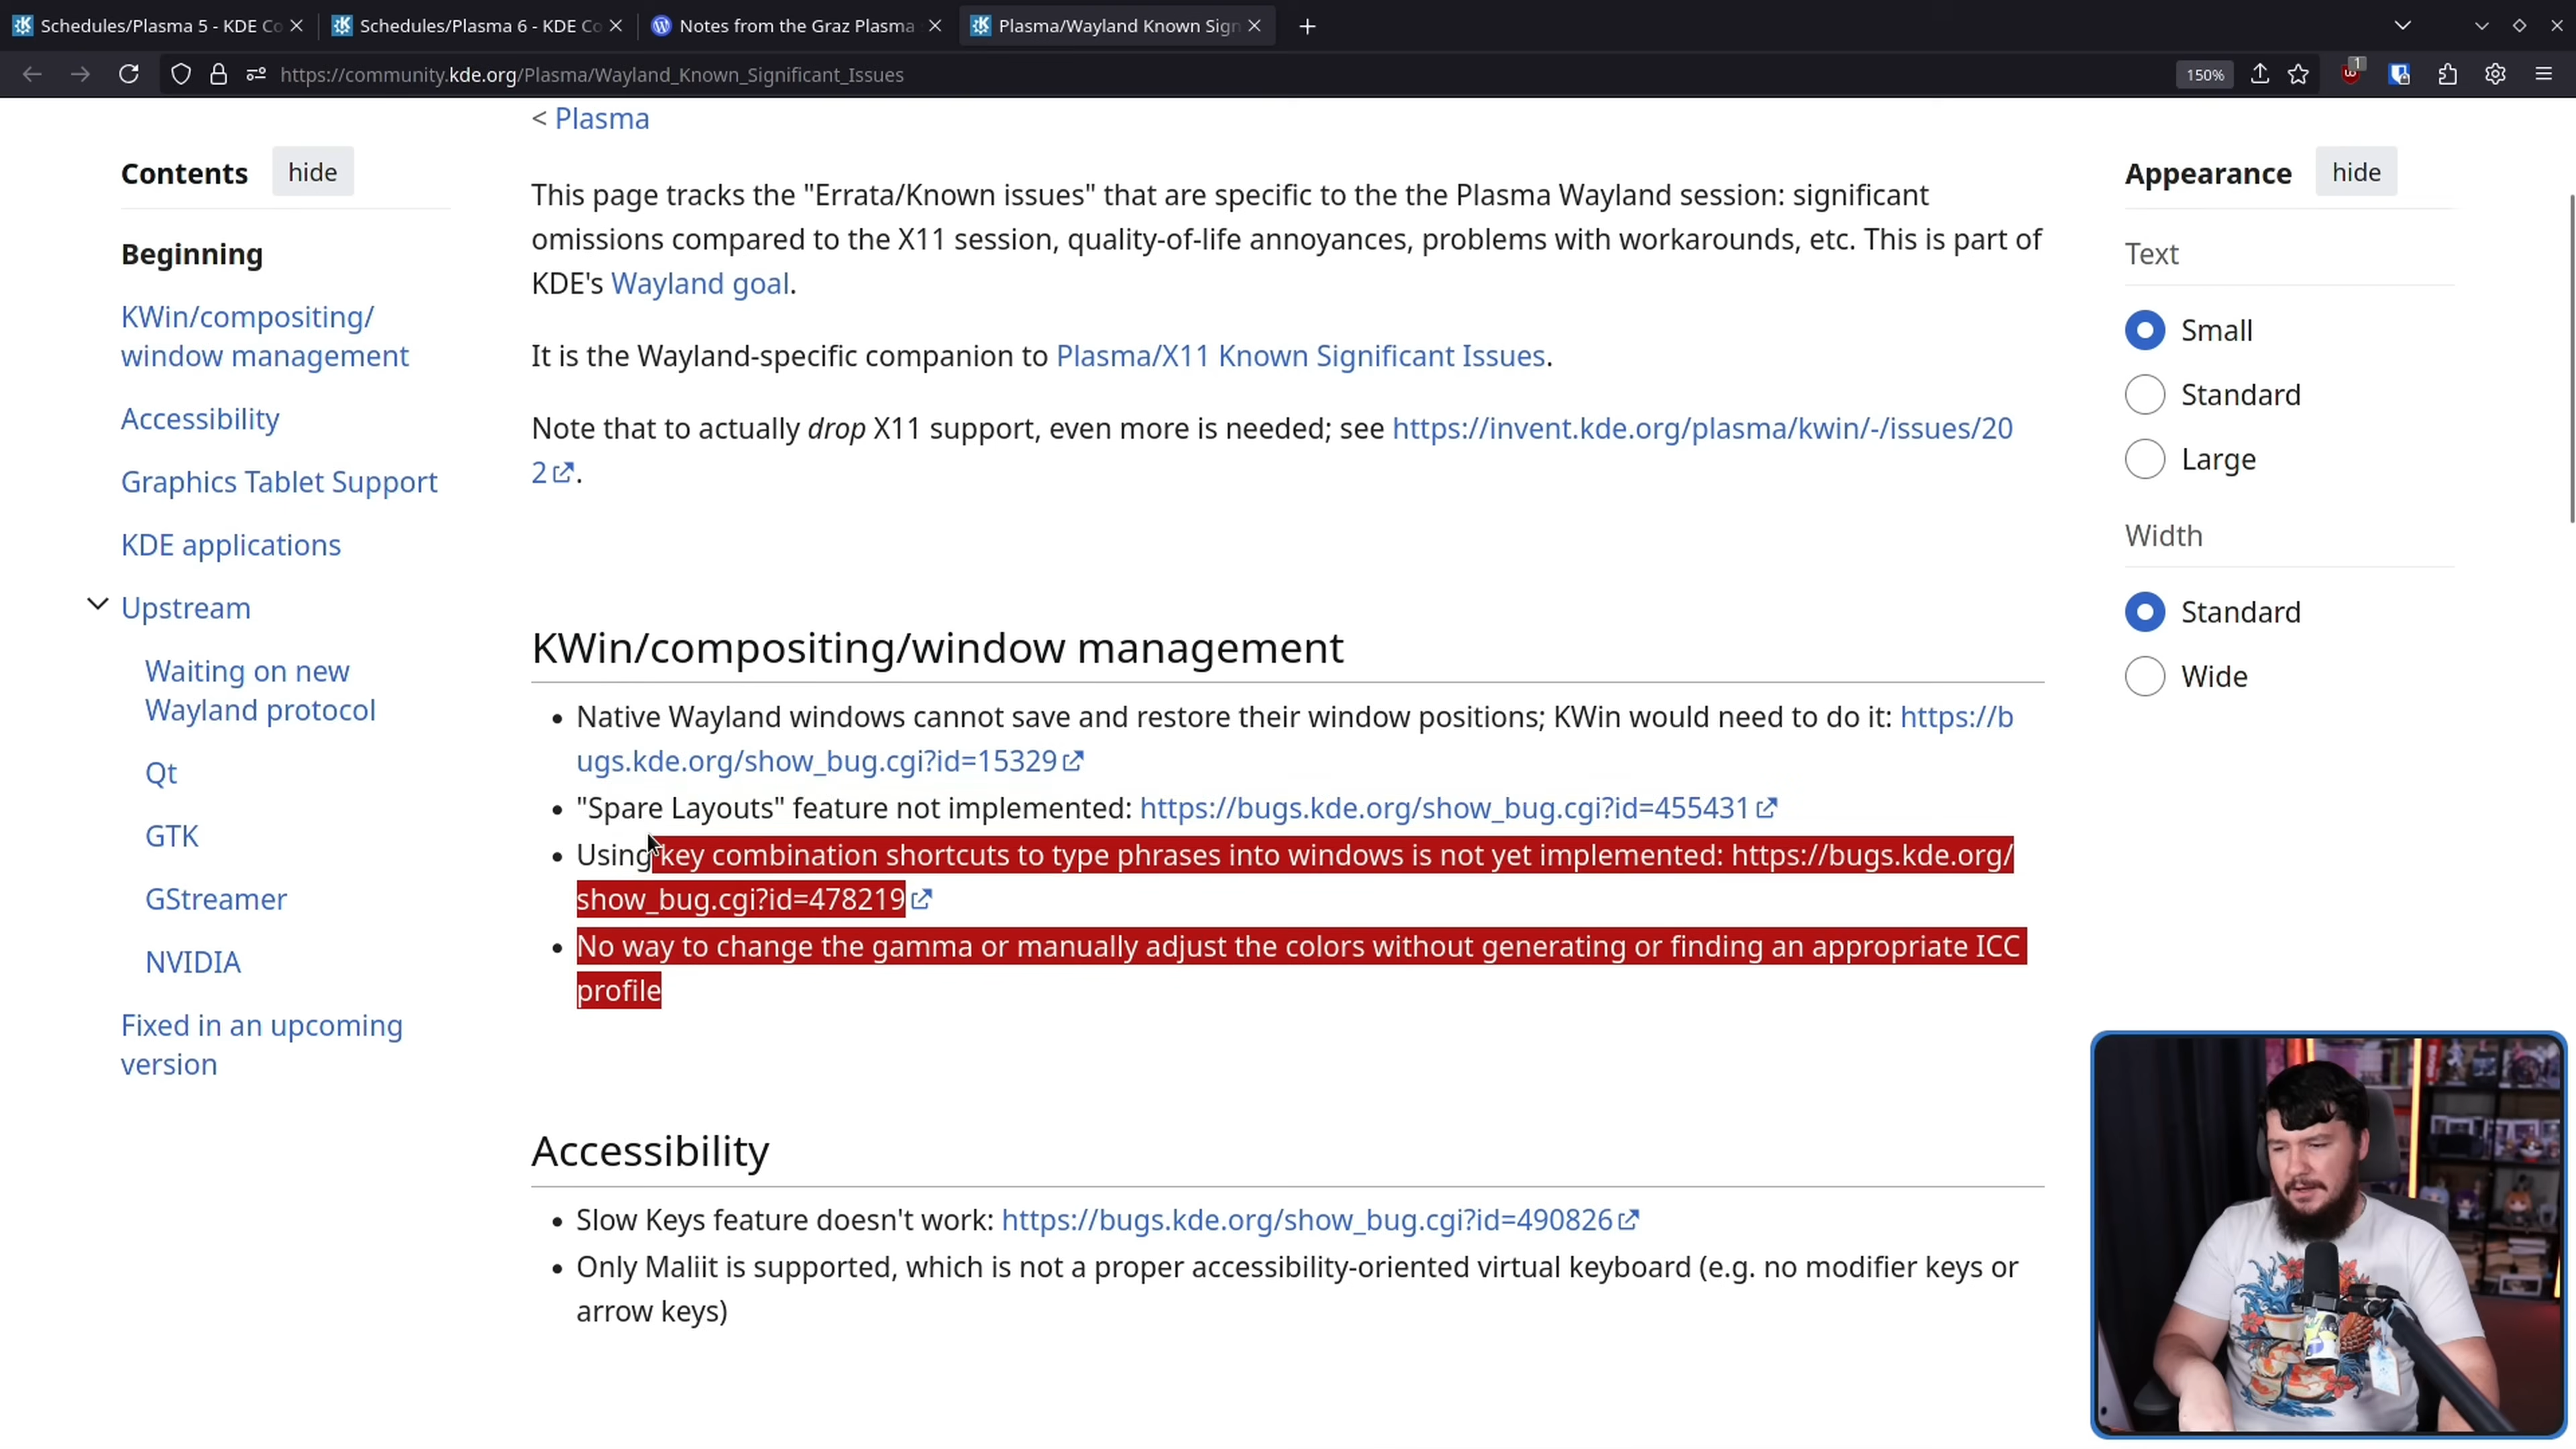 Schedules/Plasma 5 - KDE Co
Schedules/Plasma 6 - KDE Co
Notes from the Graz Plasma
Plasma/Wayland Known Sign
https://community.kde.org/Plasma/Wayland_Known_Significant_Issues
150%
1
< Plasma
Contents
hide
Beginning
KWin/compositing/
window management
Accessibility
Graphics Tablet Support
KDE applications
Upstream
Waiting on new
Wayland protocol
Qt
GTK
GStreamer
NVIDIA
Fixed in an upcoming
version
This page tracks the "Errata/Known issues" that are specific to the the Plasma Wayland session: significant
omissions compared to the X11 session, quality-of-life annoyances, problems with workarounds, etc. This is part of
KDE's Wayland goal.
It is the Wayland-specific companion to Plasma/X11 Known Significant Issues.
Note that to actually drop X11 support, even more is needed; see https://invent.kde.org/plasma/kwin/-/issues/20
2.
KWin/compositing/window management
• Native Wayland windows cannot save and restore their window positions; KWin would need to do it: https://b
ugs.kde.org/show_bug.cgi?id=15329
• "Spare Layouts" feature not implemented: https://bugs.kde.org/show_bug.cgi?id=455431
• Using key combination shortcuts to type phrases into windows is not yet implemented: https://bugs.kde.org/
show_bug.cgi?id=478219
• No way to change the gamma or manually adjust the colors without generating or finding an appropriate ICC
profile
Accessibility
• Slow Keys feature doesn't work: https://bugs.kde.org/show_bug.cgi?id=490826
• Only Maliit is supported, which is not a proper accessibility-oriented virtual keyboard (e.g. no modifier keys or
arrow keys)
Appearance
hide
Text
Small
Standard
Large
Width
Standard
Wide